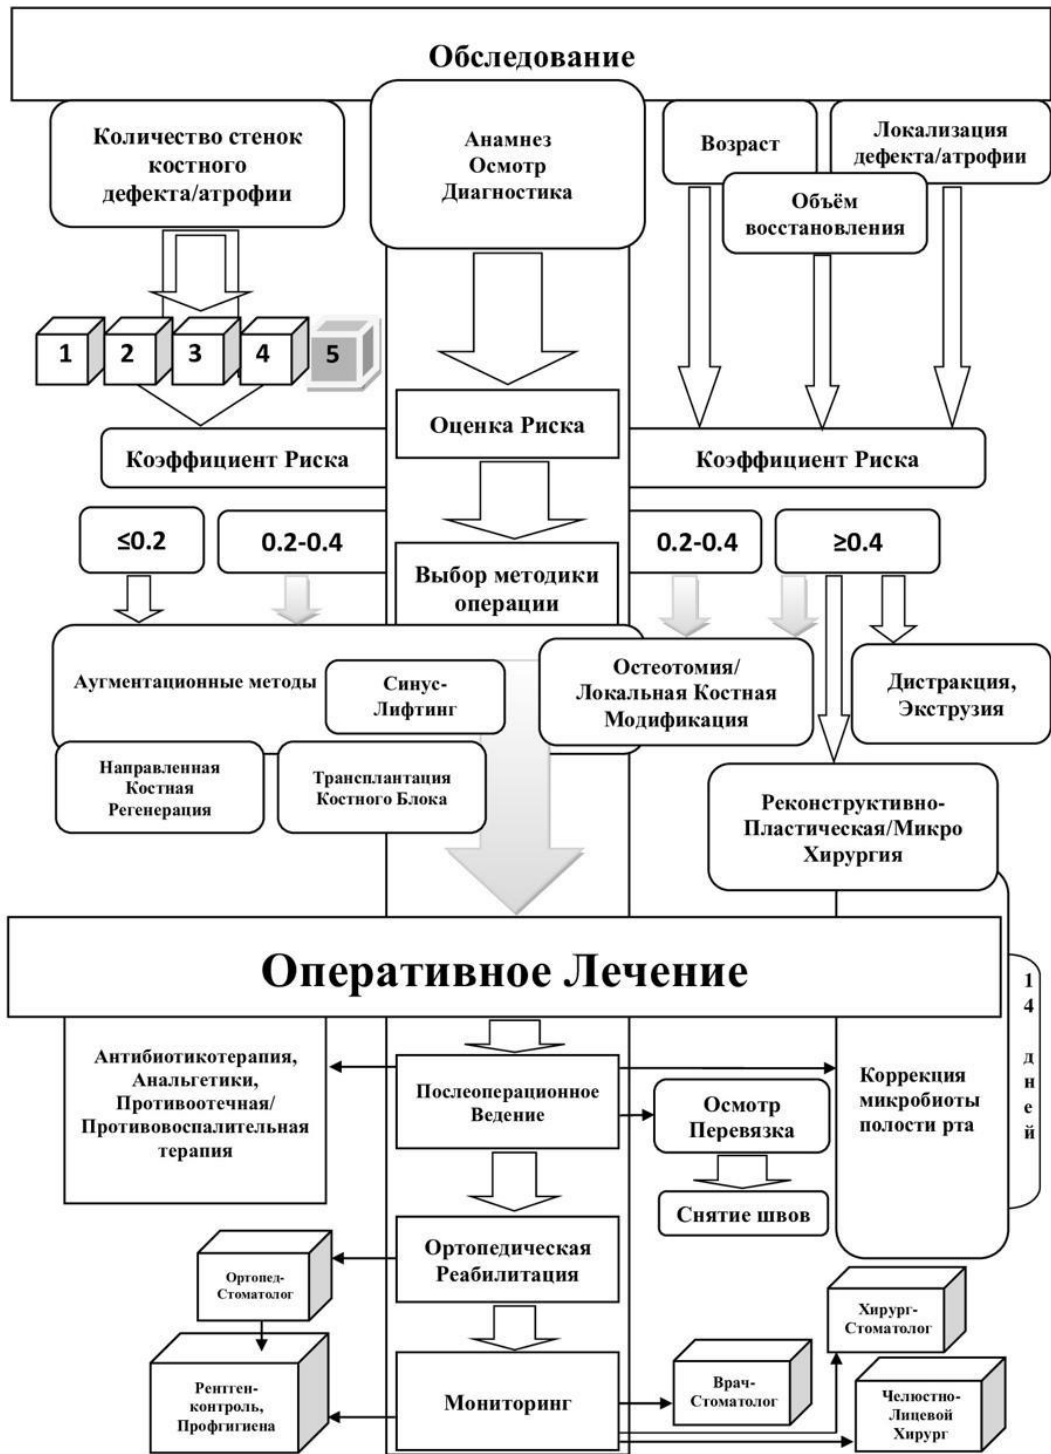 Обследование
Количество стенок
костного
дефекта/атрофии
Анамнез
Осмотр
Диагностика
Возраст
Локализация
дефекта/атрофии
Объём
восстановления
1
2
3
4
5
Оценка Риска
Коэффициент Риска
Коэффициент Риска
≤0.2
0.2-0.4
Выбор методики
операции
0.2-0.4
≥0.4
Аугментационные методы
Синус-
Лифтинг
Остеотомия/
Локальная Костная
Модификация
Дистракция,
Экструзия
Направленная
Костная
Регенерация
Трансплантация
Костного Блока
Реконструктивно-
Пластическая/Микро
Хирургия
Оперативное Лечение
Антибиотикотерапия,
Анальгетики,
Противоотечная/
Противовоспалительная
терапия
Послеоперационное
Ведение
Осмотр
Перевязка
Снятие швов
Коррекция
микробиоты
полости рта
14 дней
Ортопедическая
Реабилитация
Ортопед-
Стоматолог
Рентген-
контроль,
Профгигиена
Мониторинг
Врач-
Стоматолог
Хирург-
Стоматолог
Челюстно-
Лицевой
Хирург